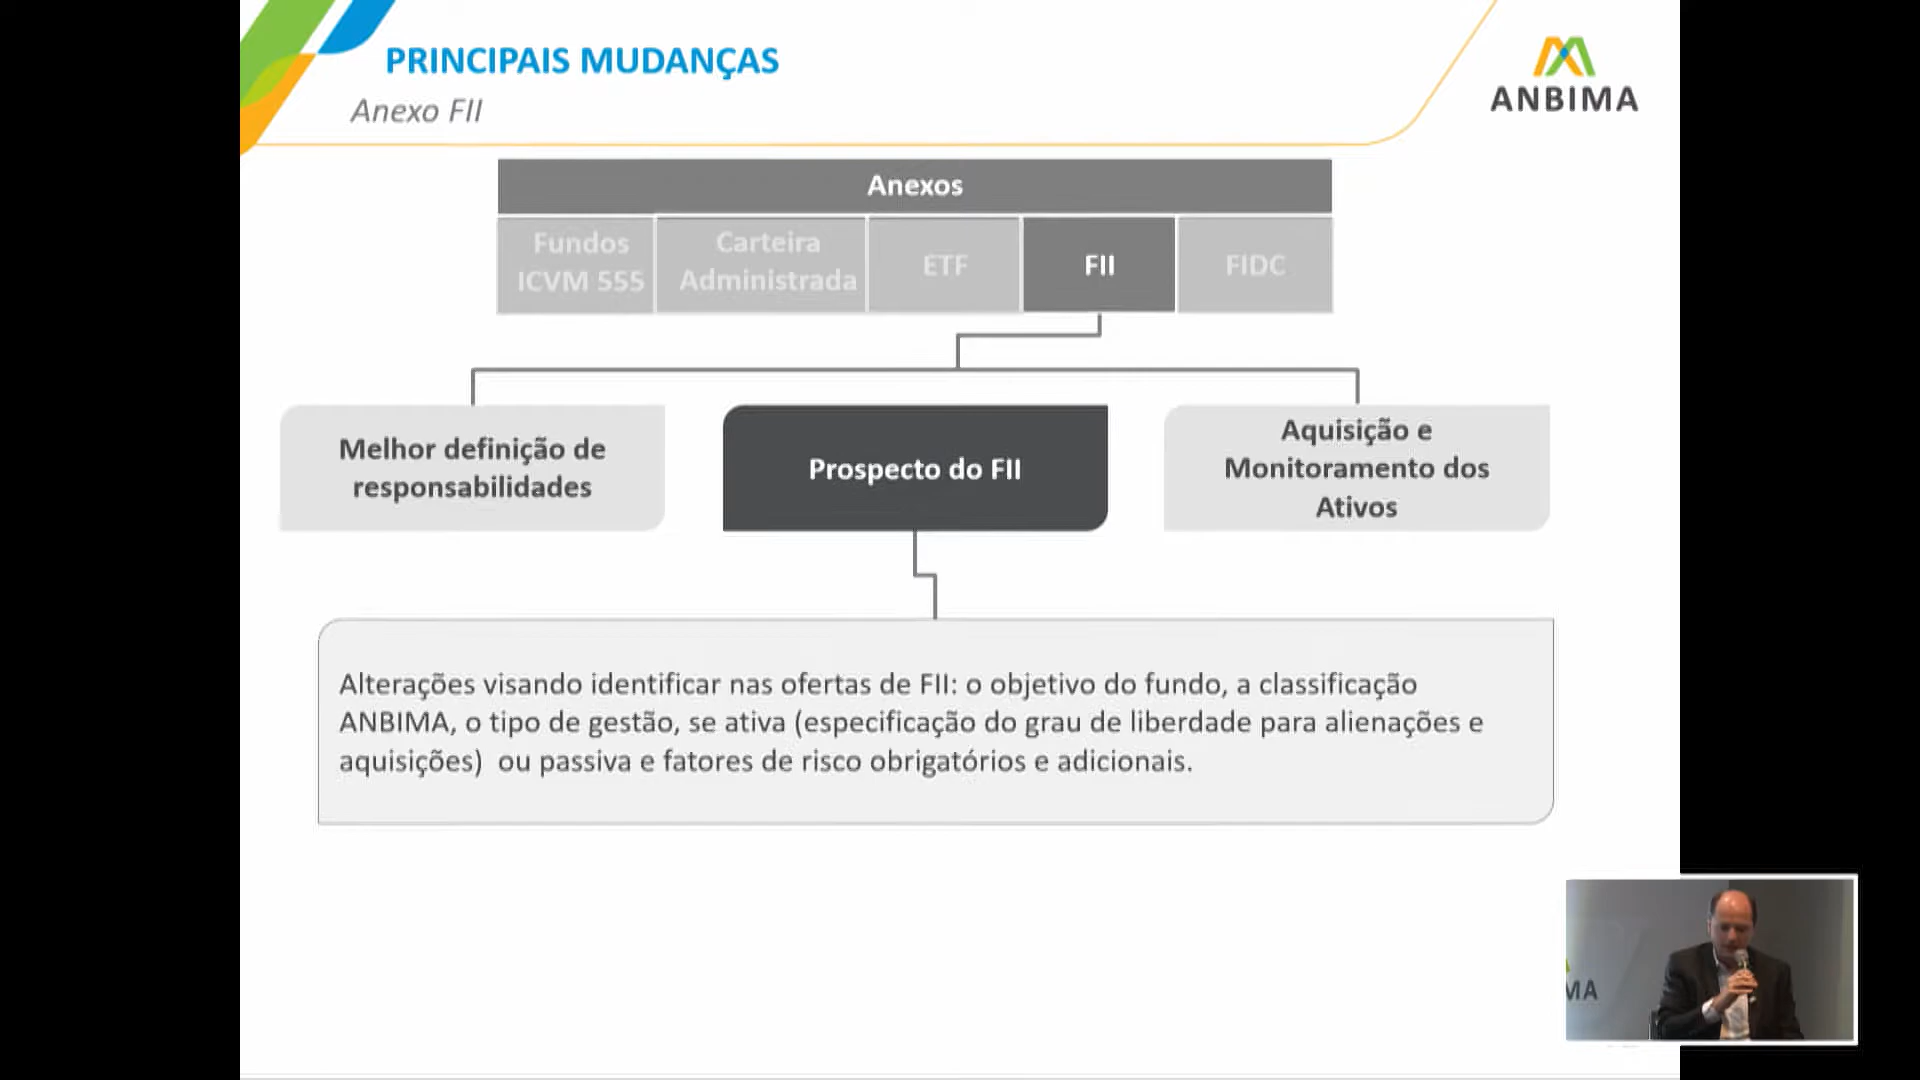 PRINCIPAIS MUDANÇAS
Anexo FII
ANBIMA
Anexos
Fundos
ICVM 555
Carteira
Administrada
ETF
FII
FIDC
Melhor definição de
responsabilidades
Prospecto do FII
Aquisição e
Monitoramento dos
Ativos
Alterações visando identificar nas ofertas de FII: o objetivo do fundo, a classificação
ANBIMA, o tipo de gestão, se ativa (especificação do grau de liberdade para alienações e
aquisições)  ou passiva e fatores de risco obrigatórios e adicionais.
MA